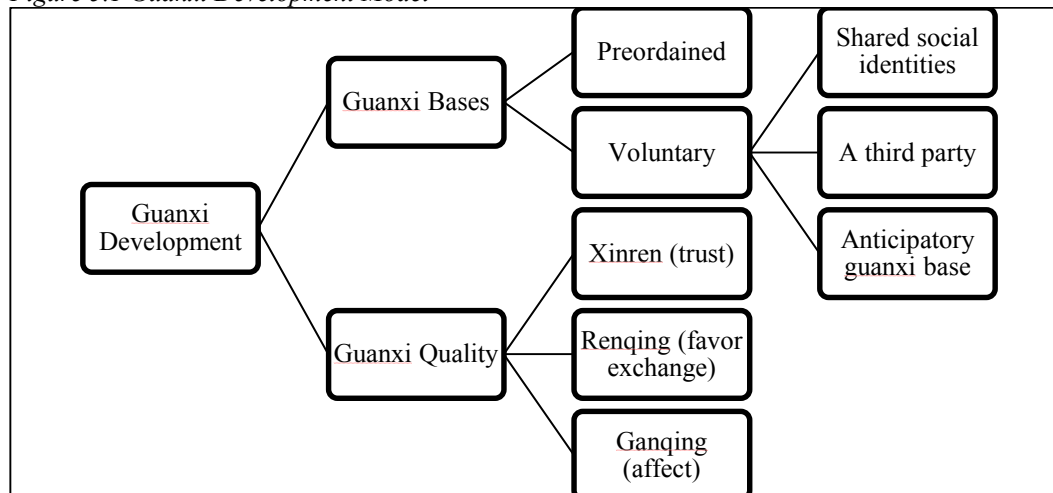 Figure 3.1 Guanxi Development Model
Guanxi
Development
Guanxi Bases
Preordained
Voluntary
Shared social
identities
A third party
Anticipatory
guanxi base
Guanxi Quality
Xinren (trust)
Renqing (favor
exchange)
Ganqing
(affect)